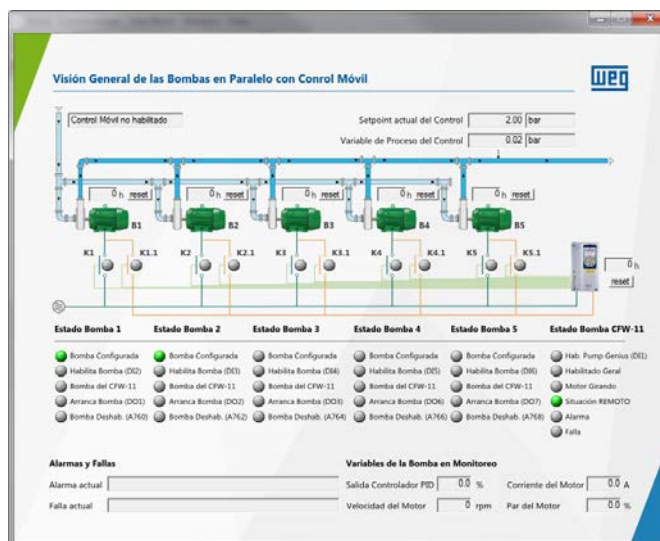 Visión General de las Bombas en Paralelo con Conrol Móvil
WEG
Control Móvil no habilitado
Setpoint actual del Control 2.00 bar
Variable de Proceso del Control 0.02 bar
0 h reset 0 h reset 0 h reset 0 h reset 0 h reset
B1 B2 B3 B4 B5
K1 K1.1 K2 K2.1 K3 K3.1 K4 K4.1 K5 K5.1
0 h
reset
Estado Bomba 1 Estado Bomba 2 Estado Bomba 3 Estado Bomba 4 Estado Bomba 5 Estado Bomba CFW-11
Bomba Configurada Bomba Configurada Bomba Configurada Bomba Configurada Bomba Configurada Hab. Pump Genius (DI1)
Habilita Bomba (DI2) Habilita Bomba (DI3) Habilita Bomba (DI4) Habilita Bomba (DI5) Habilita Bomba (DI6) Habilitado Geral
Bomba del CFW-11 Bomba del CFW-11 Bomba del CFW-11 Bomba del CFW-11 Bomba del CFW-11 Motor Girando
Arranca Bomba (DO1) Arranca Bomba (DO2) Arranca Bomba (DO3) Arranca Bomba (DO6) Arranca Bomba (DO7) Situación REMOTO
Bomba Deshab. (A760) Bomba Deshab. (A762) Bomba Deshab. (A764) Bomba Deshab. (A766) Bomba Deshab. (A768) Alarma
Falla
Alarmas y Fallas Variables de la Bomba en Monitoreo
Alarma actual Salida Controlador PID 0.0 % Corriente del Motor 0.0 A
Falla actual Velocidad del Motor 0 rpm Par del Motor 0.0 %